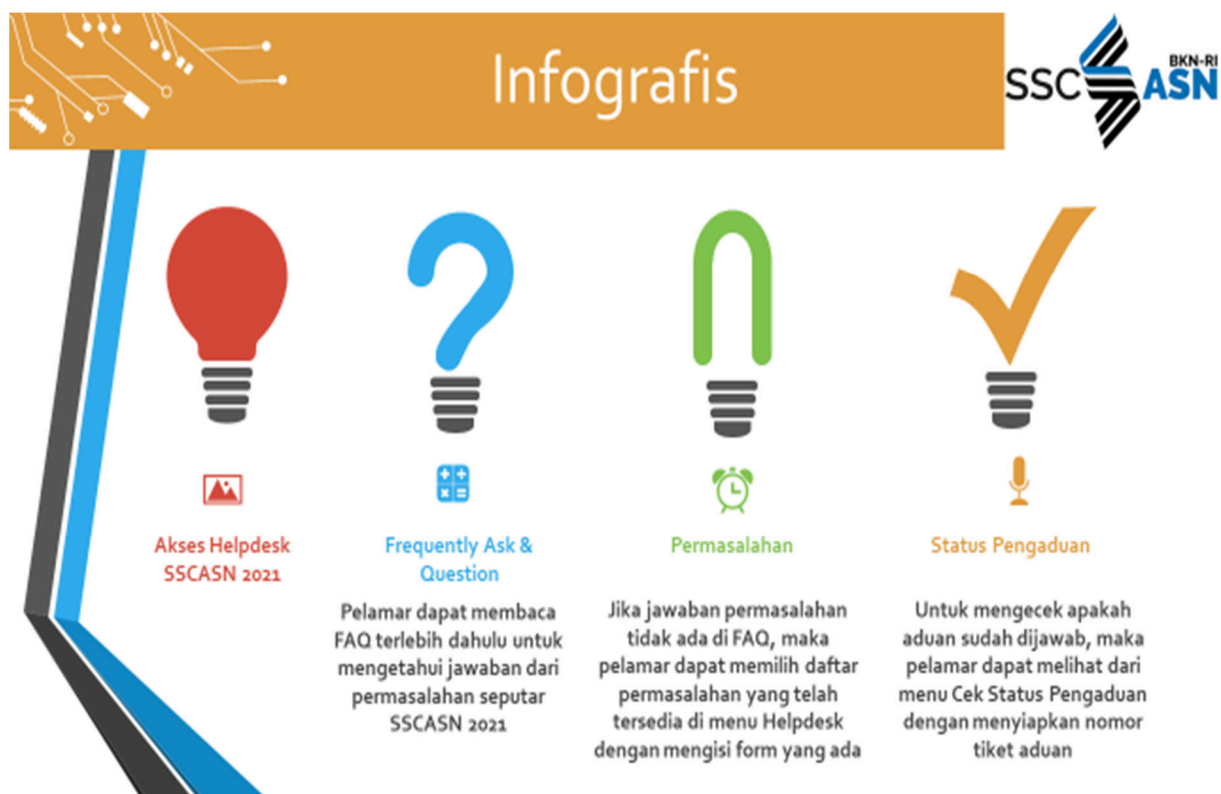 Infografis
SSC ASN
BKN-RI
Akses Helpdesk
SSCASN 2021
Frequently Ask &
Question
Pelamar dapat membaca
FAQ terlebih dahulu untuk
mengetahui jawaban dari
permasalahan seputar
SSCASN 2021
Permasalahan
Jika jawaban permasalahan
tidak ada di FAQ, maka
pelamar dapat memilih daftar
permasalahan yang telah
tersedia di menu Helpdesk
dengan mengisi form yang ada
Status Pengaduan
Untuk mengecek apakah
aduan sudah dijawab, maka
pelamar dapat melihat dari
menu Cek Status Pengaduan
dengan menyiapkan nomor
tiket aduan